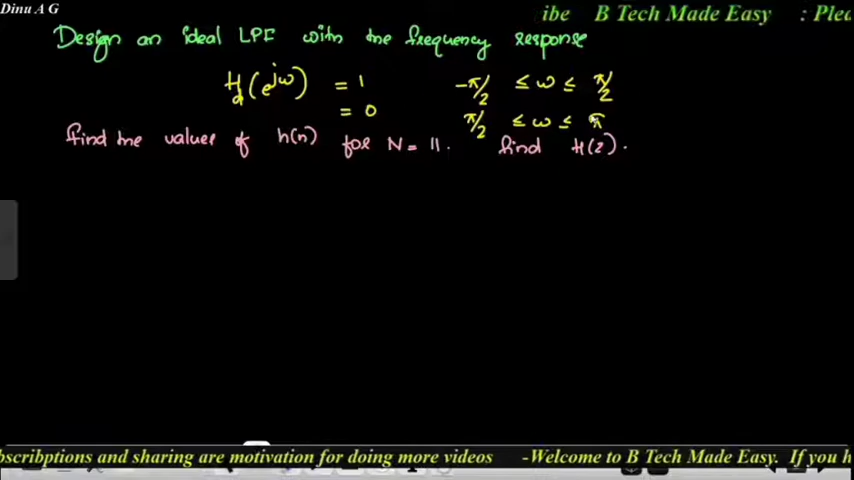 Dinu A G
ibe B Tech Made Easy : Plea
Design an ideal LPF with the frequency response
H_d(e^{jω}) = 1 -π/2 ≤ ω ≤ π/2
= 0 π/2 ≤ ω ≤ π
Find the values of h(n) for N = 11. find H(z).
bscribptions and sharing are motivation for doing more videos -Welcome to B Tech Made Easy. If you h